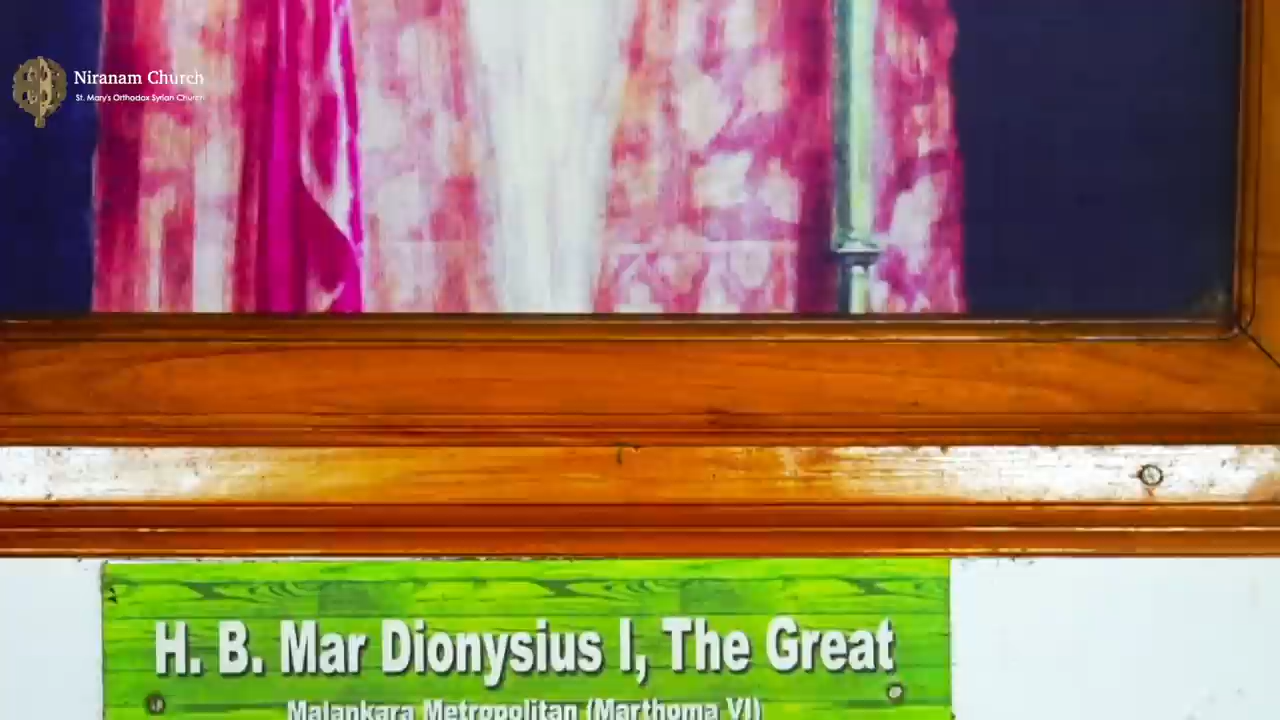 Niranam Church
St. Mary's Orthodox Syrian Church
H. B. Mar Dionysius I, The Great
Malankara Metropolitan (Marthoma VI)